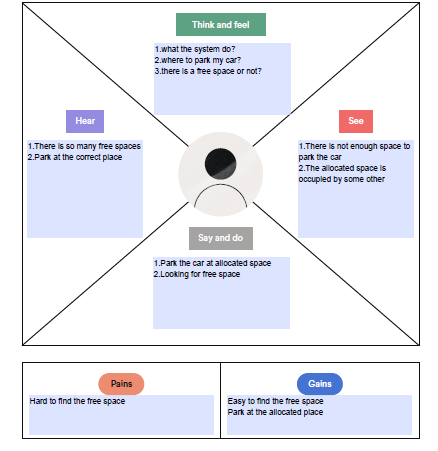 Think and feel
1.what the system do?
2.where to park my car?
3.there is a free space or not?
Hear
1.There is so many free spaces
2.Park at the correct place
See
1.There is not enough space to
park the car
2.The allocated space is
occupied by some other
Say and do
1.Park the car at allocated space
2.Looking for free space
Pains
Hard to find the free space
Gains
Easy to find the free space
Park at the allocated place